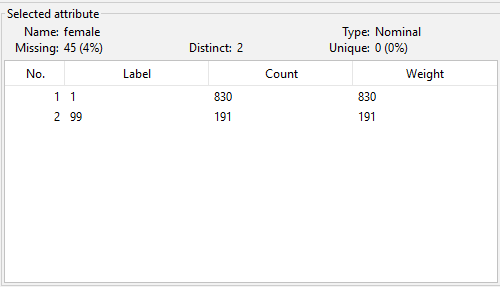 Selected attribute
Name: female Type: Nominal
Missing: 45 (4%) Distinct: 2 Unique: 0 (0%)
No. Label Count Weight
1 1 830 830
2 99 191 191